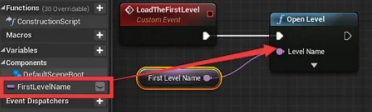 Functions (30 Overridable)
ConstructionScript
Macros
Variables
Components
DefaultSceneRoot
FirstLevelName
Event Dispatchers
LoadTheFirstLevel
Custom Event
First Level Name
Open Level
Level Name